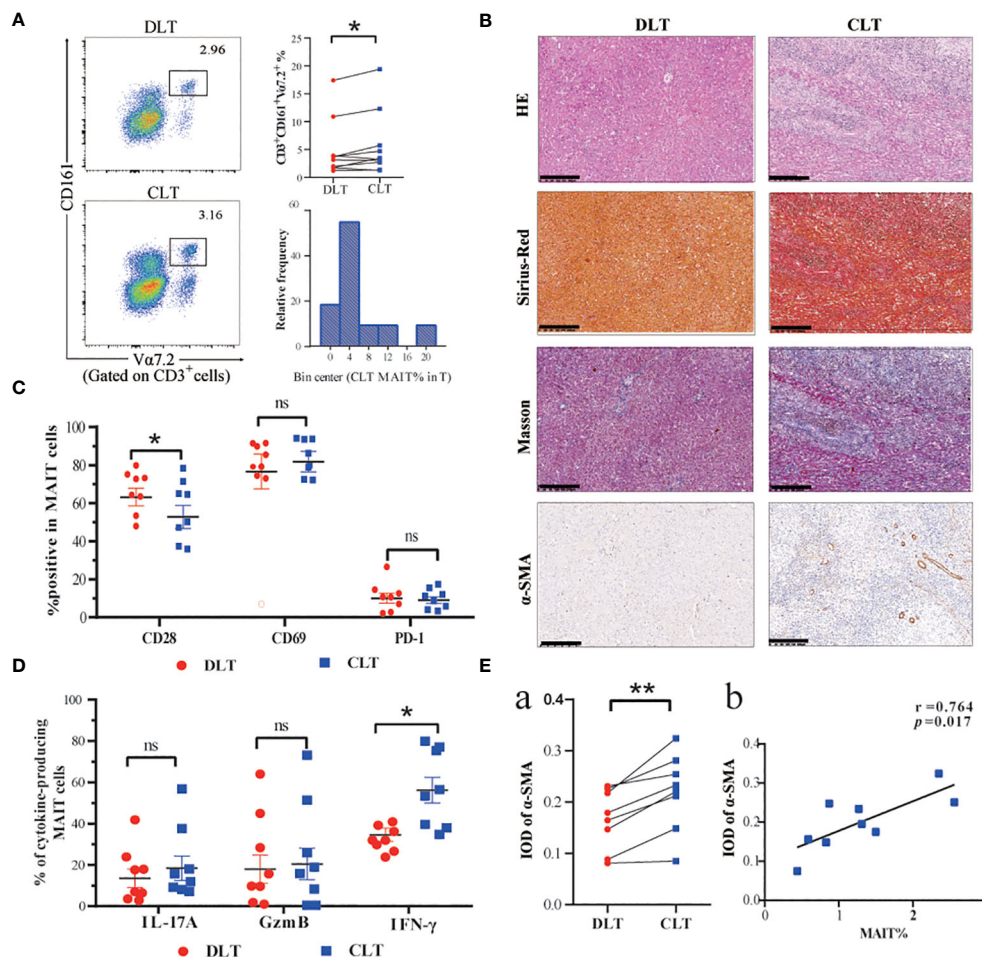 A
DLT
2.96
CLT
3.16
CD161
Vα7.2
(Gated on CD3⁺cells)
*
CD3⁺CD161⁺Vα7.2⁺ %
25
20
15
10
5
0
DLT CLT
Relative frequency
60
40
20
0
0 4 8 12 16 20
Bin center (CLT MAIT% in T)
B
DLT CLT
HE
Sirius-Red
Masson
α-SMA
C
%positive in MAIT cells
100
80
60
40
20
0
*
ns
ns
CD28 CD69 PD-1
DLT CLT
D
% of cytokine-producing
MAIT cells
100
80
60
40
20
0
ns
ns
*
IL-17A GzmB IFN-γ
DLT CLT
E
a
**
IOD of α-SMA
0.4
0.3
0.2
0.1
0.0
DLT CLT
b
r=0.764
p=0.017
IOD of α-SMA
0.4
0.3
0.2
0.1
0.0
0 1 2
MAIT%